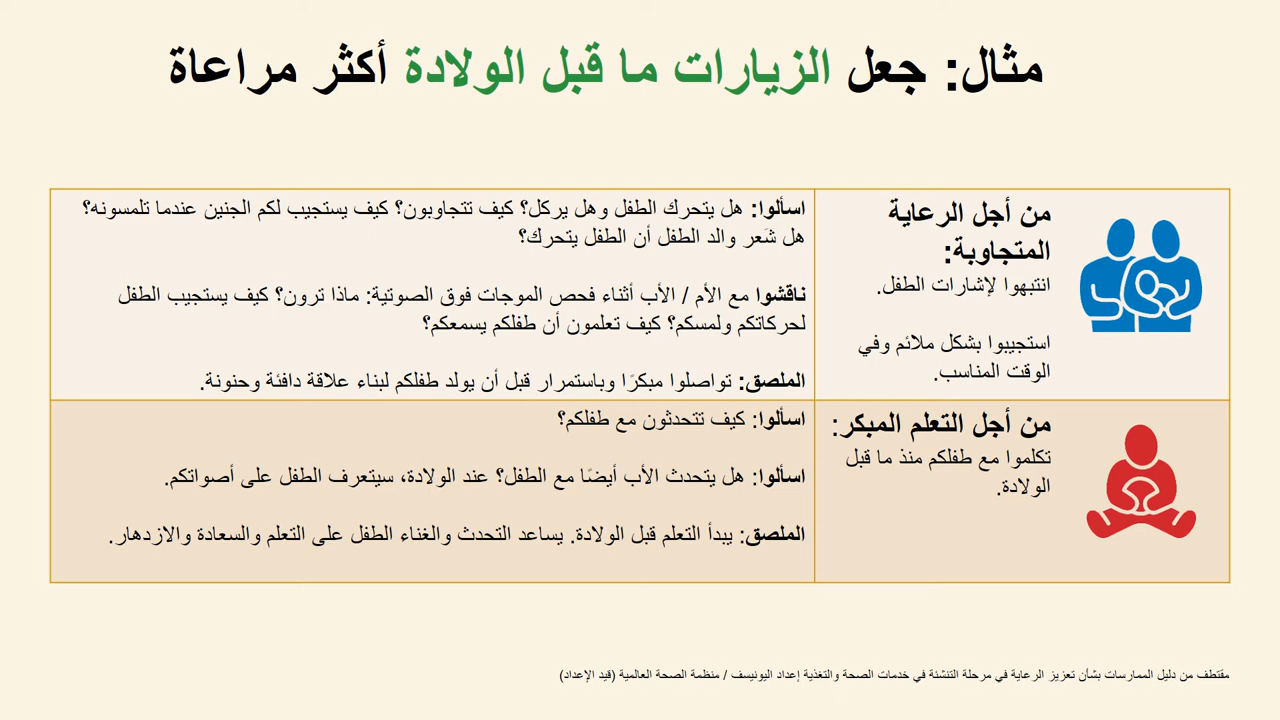 مثال: جعل الزيارات ما قبل الولادة أكثر مراعاة
من أجل الرعاية
المتجاوبة:
انتبهوا لإشارات الطفل.
استجيبوا بشكل ملائم وفي
الوقت المناسب.
اسألوا: هل يتحرك الطفل وهل يركل؟ كيف تتجاوبون؟ كيف يستجيب لكم الجنين عندما تلمسونه؟
هل شَعر والد الطفل أن الطفل يتحرك؟
ناقشوا مع الأم / الأب أثناء فحص الموجات فوق الصوتية: ماذا ترون؟ كيف يستجيب الطفل
لحركاتكم ولمسكم؟ كيف تعلمون أن طفلكم يسمعكم؟
الملصق: تواصلوا مبكرًا وباستمرار قبل أن يولد طفلكم لبناء علاقة دافئة وحنونة.
من أجل التعلم المبكر:
تكلموا مع طفلكم منذ ما قبل
الولادة.
اسألوا: كيف تتحدثون مع طفلكم؟
اسألوا: هل يتحدث الأب أيضًا مع الطفل؟ عند الولادة، سيتعرف الطفل على أصواتكم.
الملصق: يبدأ التعلم قبل الولادة. يساعد التحدث والغناء الطفل على التعلم والسعادة والازدهار.
مقتطف من دليل الممارسات بشأن تعزيز الرعاية في مرحلة التنشئة في خدمات الصحة والتغذية إعداد اليونيسف / منظمة الصحة العالمية (قيد الإعداد)